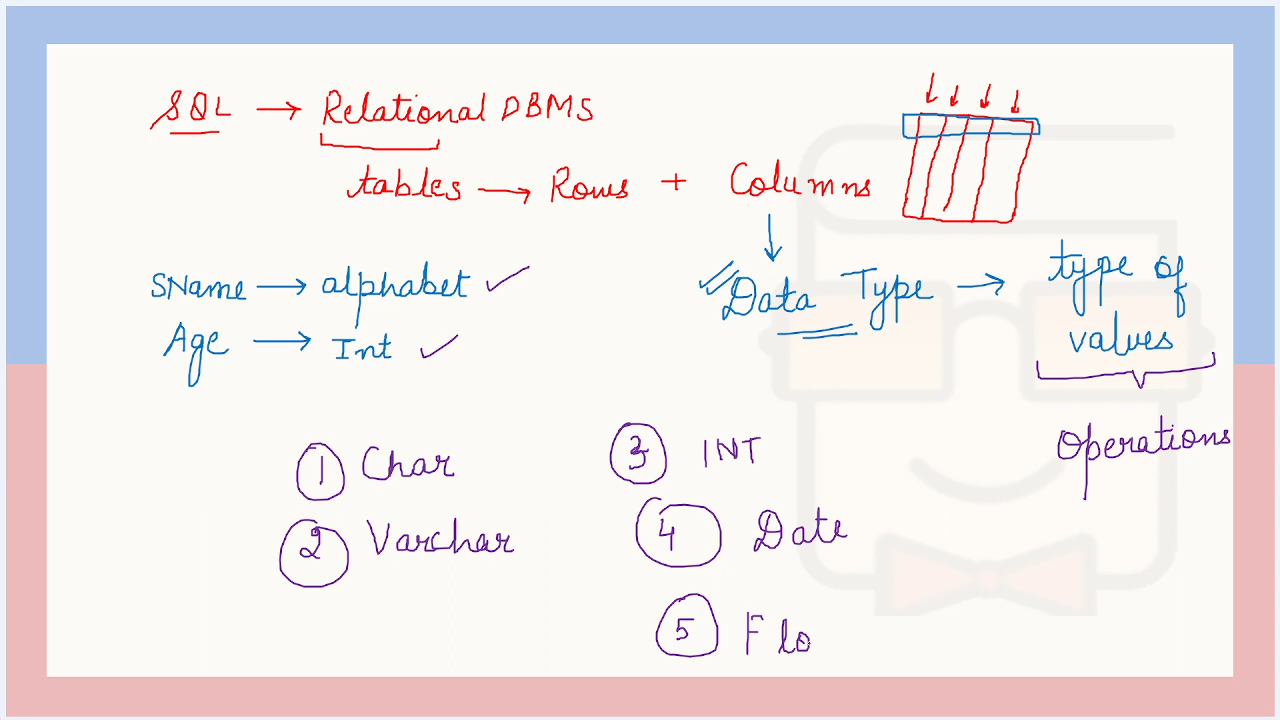 SQL → Relational DBMS
tables → Rows + Columns
SName → alphabet ✓
Age → Int ✓
Data Type → type of
values
Operations
1 Char
2 Varchar
3 INT
4 Date
5 Flo